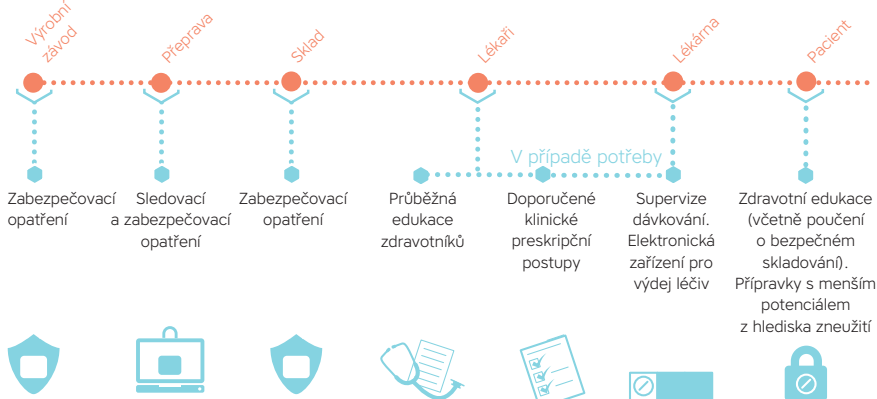 Výrobní
závod
Přeprava
Sklad
Lékaři
Lékárna
Pacient
V případě potřeby
Zabezpečovací
opatření
Sledovací
a zabezpečovací
opatření
Zabezpečovací
opatření
Průběžná
edukace
zdravotníků
Doporučené
klinické
preskripční
postupy
Supervize
dávkování.
Elektronická
zařízení pro
výdej léčiv
Zdravotní edukace
(včetně poučení
o bezpečném
skladování).
Přípravky s menším
potenciálem
z hlediska zneužití